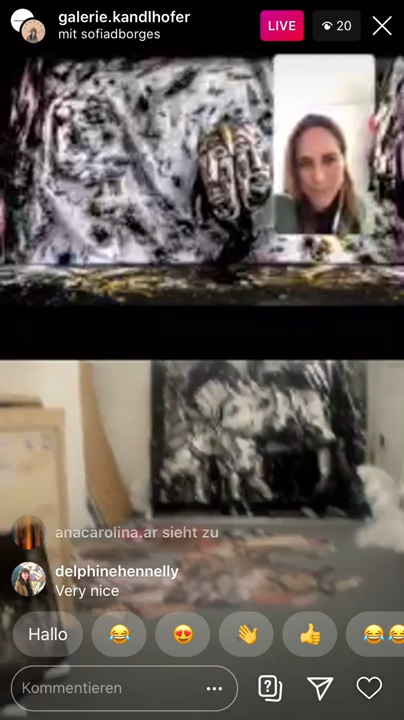 galerie.kandlhofer
mit sofiadborges
LIVE
20
anacarolina.ar sieht zu
delphinehennelly
Very nice
Hallo
Kommentieren